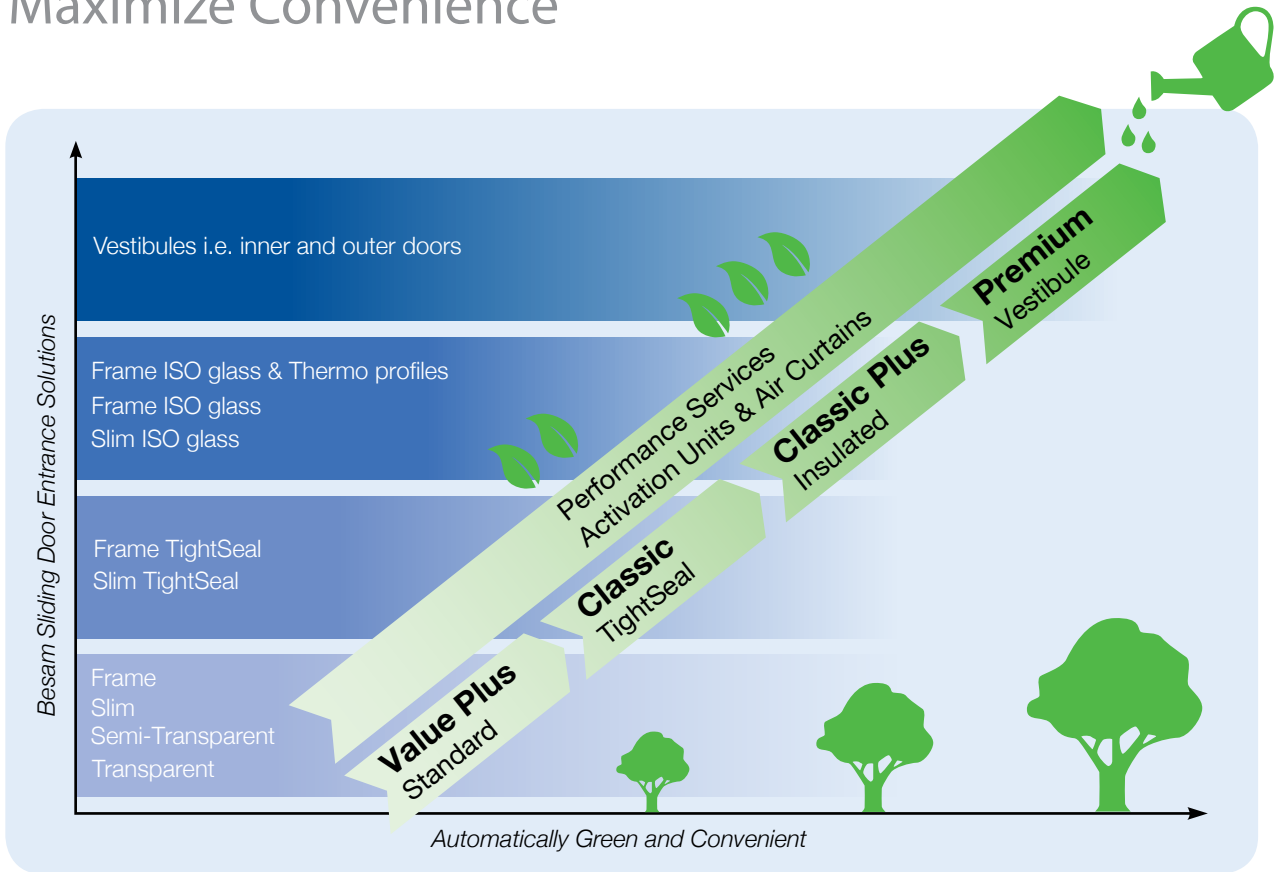 Maximize Convenience
Besam Sliding Door Entrance Solutions
Vestibules i.e. inner and outer doors
Frame ISO glass & Thermo profiles
Frame ISO glass
Slim ISO glass
Frame TightSeal
Slim TightSeal
Frame
Slim
Semi-Transparent
Transparent
Performance Services
Activation Units & Air Curtains
Value Plus
Standard
Classic
TightSeal
Classic Plus
Insulated
Premium
Vestibule
Automatically Green and Convenient